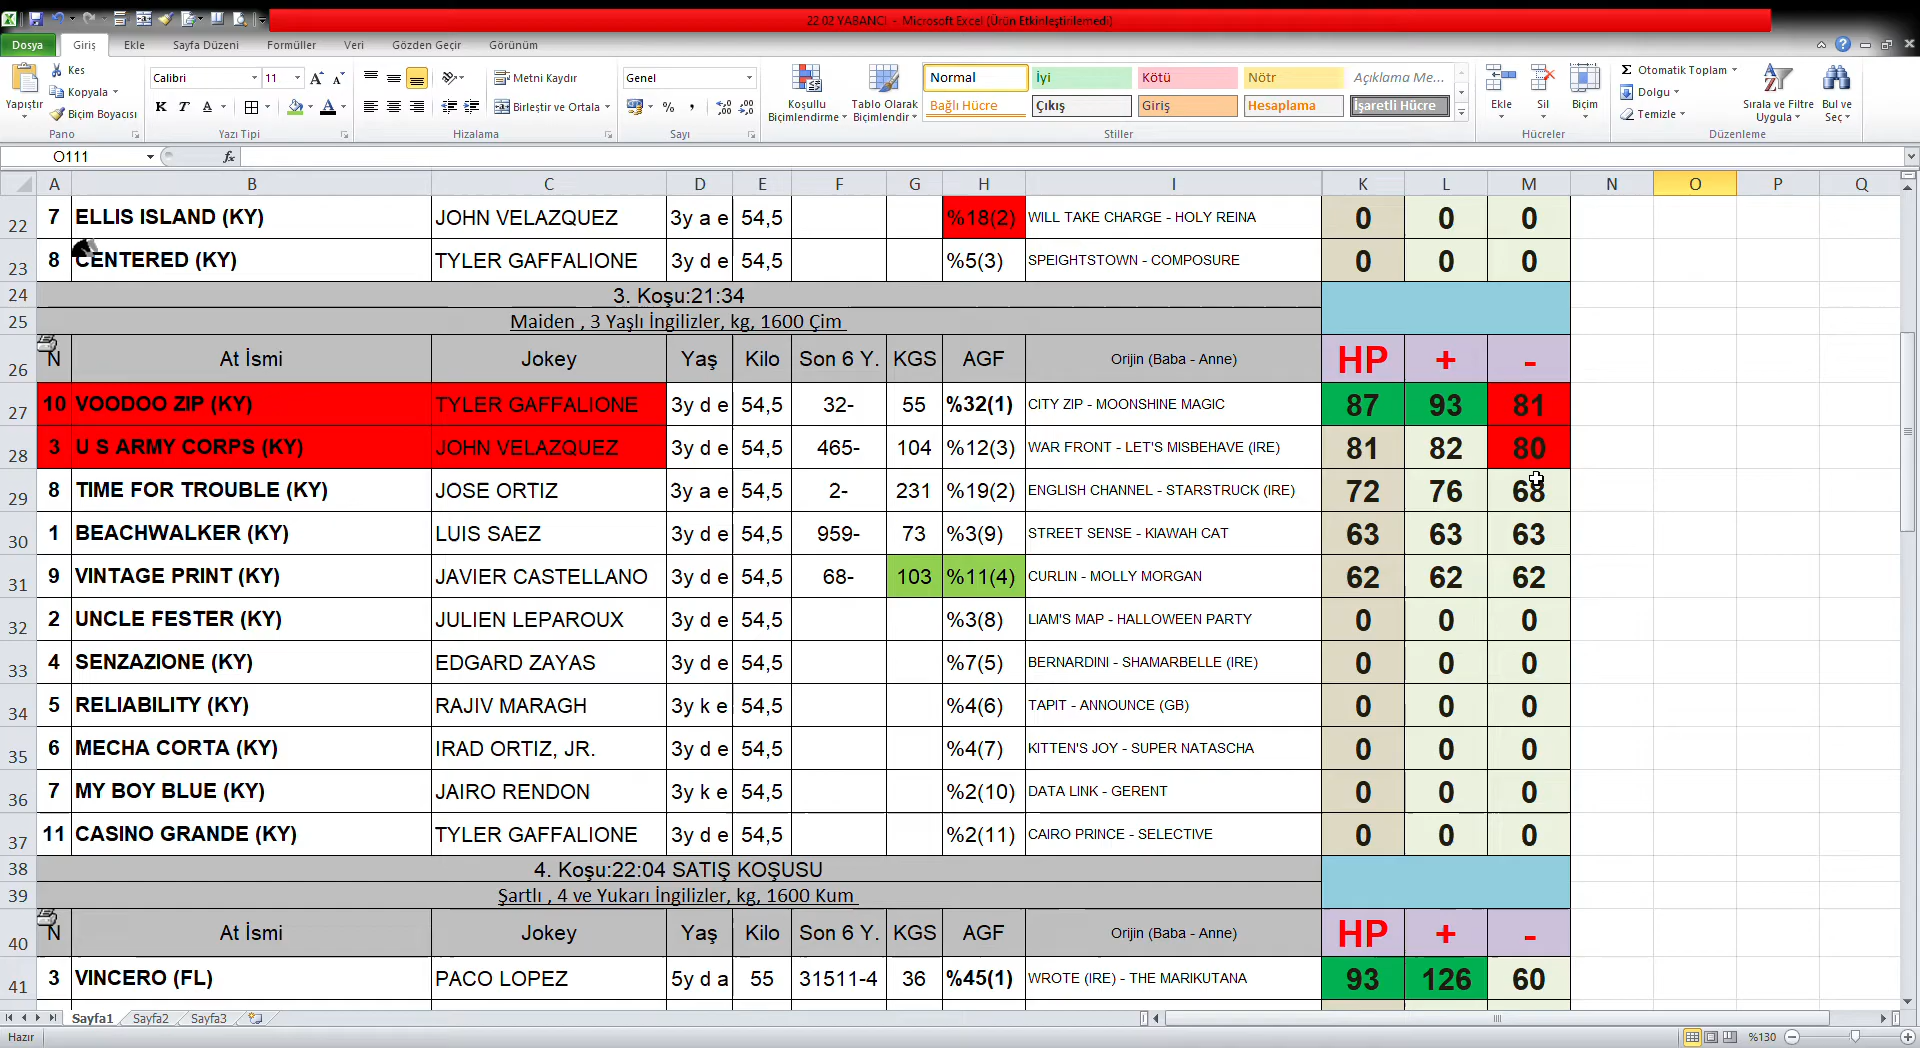 22 02 YABANCI - Microsoft Excel (Ürün Etkinleştirilemedi)
Dosya Giriş Ekle Sayfa Düzeni Formüller Veri Gözden Geçir Görünüm
Yapıştır Kes Kopyala Biçim Boyacısı Pano
Calibri 11 K T A Yazı Tipi
Metni Kaydır Birleştir ve Ortala Hizalama
Genel % Sayı
Koşullu Biçimlendirme Tablo Olarak Biçimlendir
Normal İyi Kötü Nötr Açıklama Me...
Bağlı Hücre Çıkış Giriş Hesaplama İşaretli Hücre
Stiller
Ekle Sil Biçim Hücreler
Otomatik Toplam Dolgu Temizle Sırala ve Filtre Uygula Bul ve Seç Düzenleme
O111 fx
A B C D E F G H I K L M N O P Q
22 7 ELLIS ISLAND (KY) JOHN VELAZQUEZ 3y a e 54,5 %18(2) WILL TAKE CHARGE - HOLY REINA 0 0 0
23 8 CENTERED (KY) TYLER GAFFALIONE 3y d e 54,5 %5(3) SPEIGHTSTOWN - COMPOSURE 0 0 0
24 3. Koşu:21:34
25 Maiden , 3 Yaşlı İngilizler, kg, 1600 Çim
26 N At İsmi Jokey Yaş Kilo Son 6 Y. KGS AGF Orijin (Baba - Anne) HP + -
27 10 VOODOO ZIP (KY) TYLER GAFFALIONE 3y d e 54,5 32- 55 %32(1) CITY ZIP - MOONSHINE MAGIC 87 93 81
28 3 U S ARMY CORPS (KY) JOHN VELAZQUEZ 3y d e 54,5 465- 104 %12(3) WAR FRONT - LET'S MISBEHAVE (IRE) 81 82 80
29 8 TIME FOR TROUBLE (KY) JOSE ORTIZ 3y a e 54,5 2- 231 %19(2) ENGLISH CHANNEL - STARSTRUCK (IRE) 72 76 68
30 1 BEACHWALKER (KY) LUIS SAEZ 3y d e 54,5 959- 73 %3(9) STREET SENSE - KIAWAH CAT 63 63 63
31 9 VINTAGE PRINT (KY) JAVIER CASTELLANO 3y d e 54,5 68- 103 %11(4) CURLIN - MOLLY MORGAN 62 62 62
32 2 UNCLE FESTER (KY) JULIEN LEPAROUX 3y d e 54,5 %3(8) LIAM'S MAP - HALLOWEEN PARTY 0 0 0
33 4 SENZAZIONE (KY) EDGARD ZAYAS 3y d e 54,5 %7(5) BERNARDINI - SHAMARBELLE (IRE) 0 0 0
34 5 RELIABILITY (KY) RAJIV MARAGH 3y k e 54,5 %4(6) TAPIT - ANNOUNCE (GB) 0 0 0
35 6 MECHA CORTA (KY) IRAD ORTIZ, JR. 3y d e 54,5 %4(7) KITTEN'S JOY - SUPER NATASCHA 0 0 0
36 7 MY BOY BLUE (KY) JAIRO RENDON 3y k e 54,5 %2(10) DATA LINK - GERENT 0 0 0
37 11 CASINO GRANDE (KY) TYLER GAFFALIONE 3y d e 54,5 %2(11) CAIRO PRINCE - SELECTIVE 0 0 0
38 4. Koşu:22:04 SATIŞ KOŞUSU
39 Şartlı , 4 ve Yukarı İngilizler, kg, 1600 Kum
40 N At İsmi Jokey Yaş Kilo Son 6 Y. KGS AGF Orijin (Baba - Anne) HP + -
41 3 VINCERO (FL) PACO LOPEZ 5y d a 55 31511-4 36 %45(1) WROTE (IRE) - THE MARIKUTANA 93 126 60
Sayfa1 Sayfa2 Sayfa3
Hazır %130